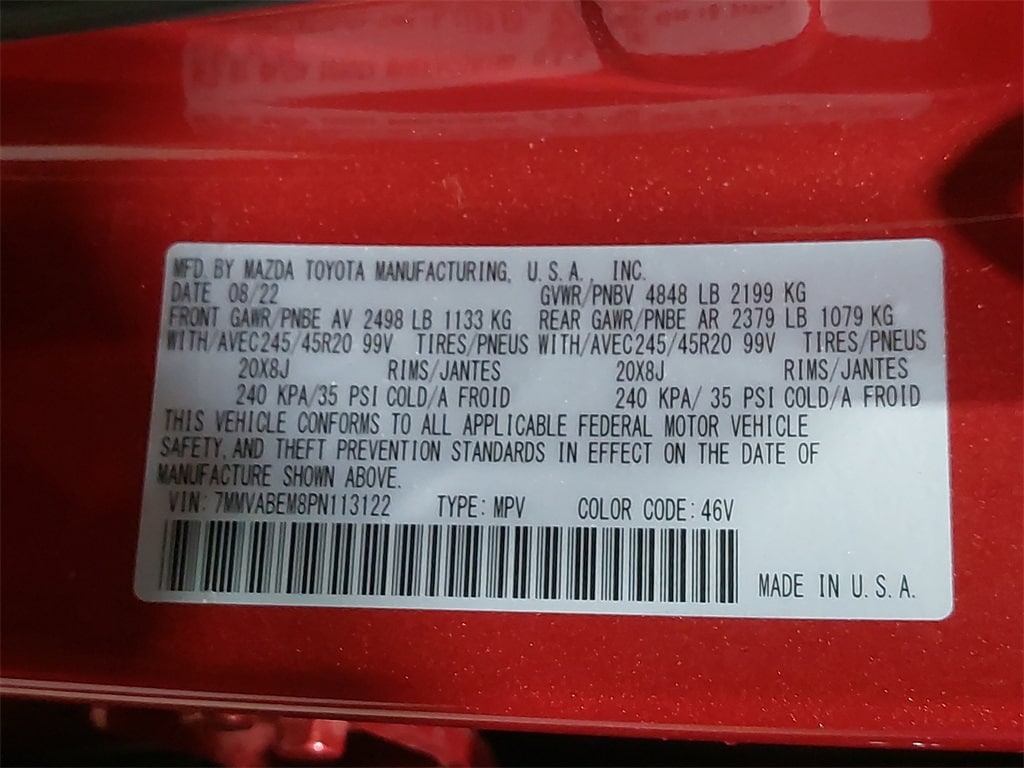 MFD. BY MAZDA TOYOTA MANUFACTURING, U.S.A., INC.
DATE 08/22 GVWR/PNBV 4848 LB 2199 KG
FRONT GAWR/PNBE AV 2498 LB 1133 KG REAR GAWR/PNBE AR 2379 LB 1079 KG
WITH/AVEC245/45R20 99V TIRES/PNEUS WITH/AVEC245/45R20 99V TIRES/PNEUS
20X8J RIMS/JANTES 20X8J RIMS/JANTES
240 KPA/35 PSI COLD/A FROID 240 KPA/ 35 PSI COLD/A FROID
THIS VEHICLE CONFORMS TO ALL APPLICABLE FEDERAL MOTOR VEHICLE
SAFETY, AND THEFT PREVENTION STANDARDS IN EFFECT ON THE DATE OF
MANUFACTURE SHOWN ABOVE.
VIN: 7MMVABEM8PN113122 TYPE: MPV COLOR CODE: 46V
MADE IN U.S.A.